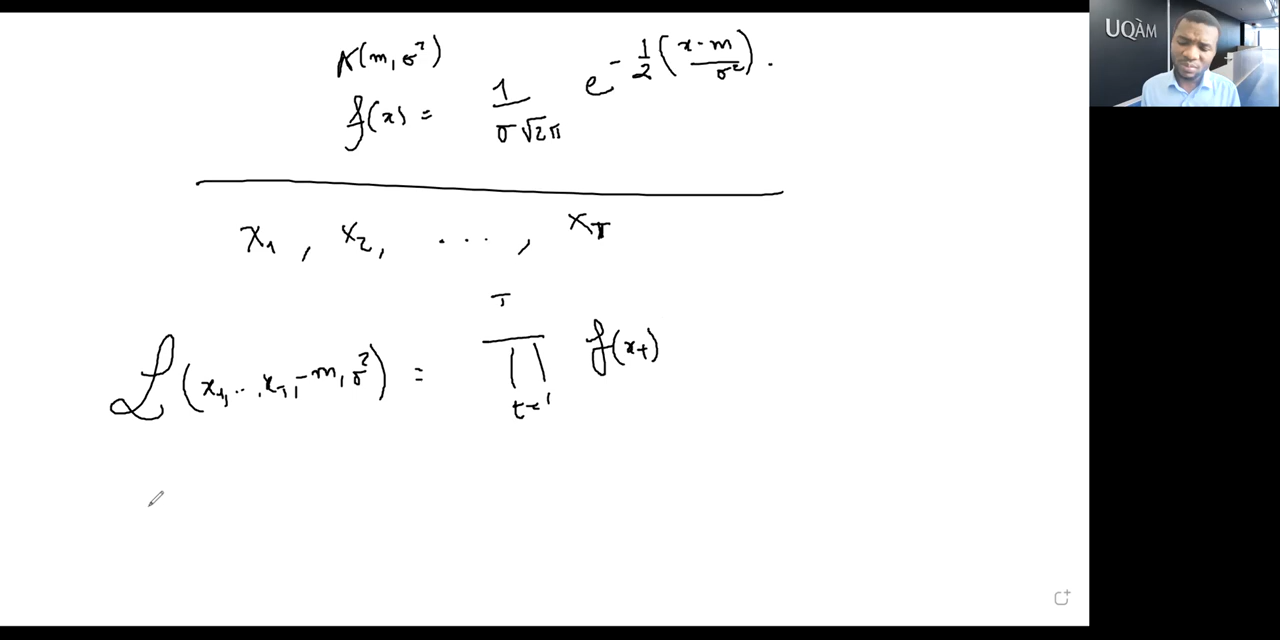 N(m, σ²)
f(x) = 1/(σ√2π) e^(-1/2 ((x-m)/σ²)).
x₁, x₂, ..., x_T
ℒ(x₁, .., x_T, m, σ²) = ∏_{t=1}^{T} f(x_t)
UQÀM